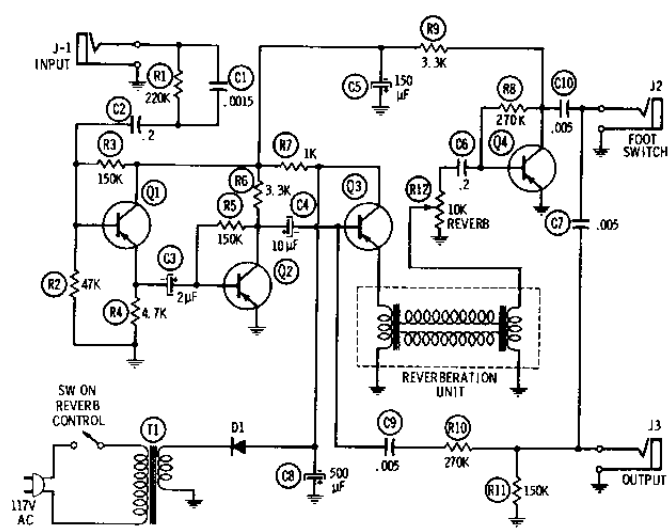 J-1
INPUT
R1
220K
C1
.0015
C2
.2
R3
150K
Q1
R2
47K
R4
4.7K
C3
2µF
R5
150K
R6
3.3K
Q2
C4
10µF
R7
1K
C5
150
µF
R9
3.3K
Q3
R12
10K
REVERB
C6
.2
R8
270K
Q4
C10
.005
J2
FOOT
SWITCH
C7
.005
REVERBERATION
UNIT
SW ON
REVERB
CONTROL
117V
AC
T1
D1
C8
500
µF
C9
.005
R10
270K
R11
150K
J3
OUTPUT